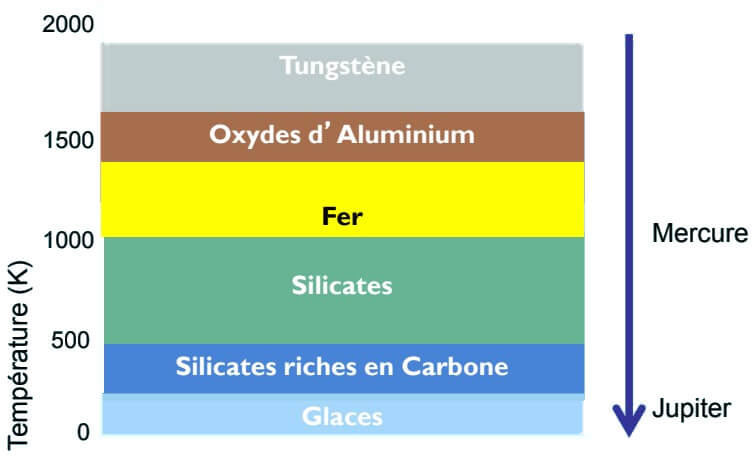 2000
Tungstène
Oxydes d' Aluminium
1500
Fer
1000
Mercure
Silicates
500
Silicates riches en Carbone
Jupiter
Glaces
0
Température (K)